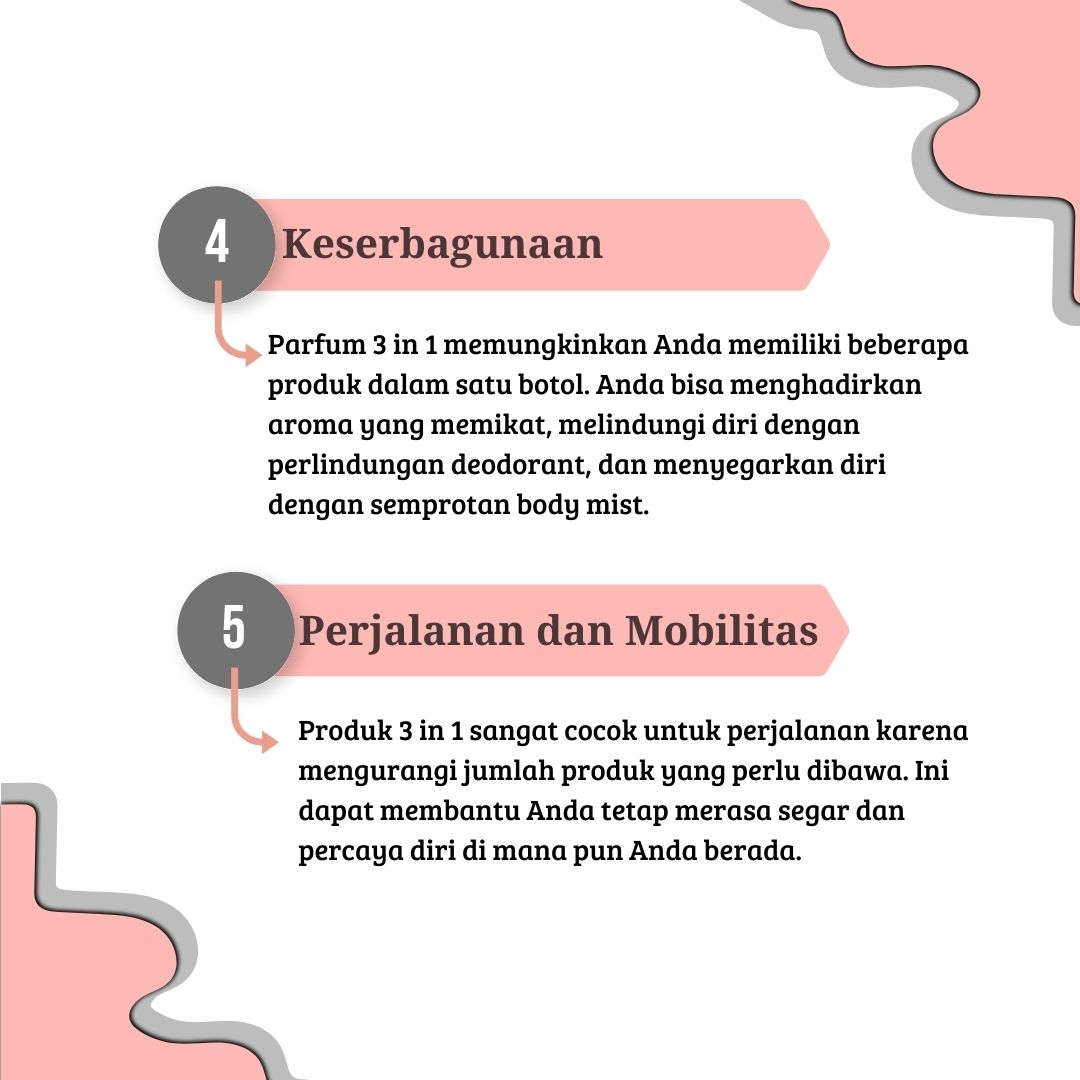 4
Keserbagunaan
Parfum 3 in 1 memungkinkan Anda memiliki beberapa
produk dalam satu botol. Anda bisa menghadirkan
aroma yang memikat, melindungi diri dengan
perlindungan deodorant, dan menyegarkan diri
dengan semprotan body mist.
5
Perjalanan dan Mobilitas
Produk 3 in 1 sangat cocok untuk perjalanan karena
mengurangi jumlah produk yang perlu dibawa. Ini
dapat membantu Anda tetap merasa segar dan
percaya diri di mana pun Anda berada.